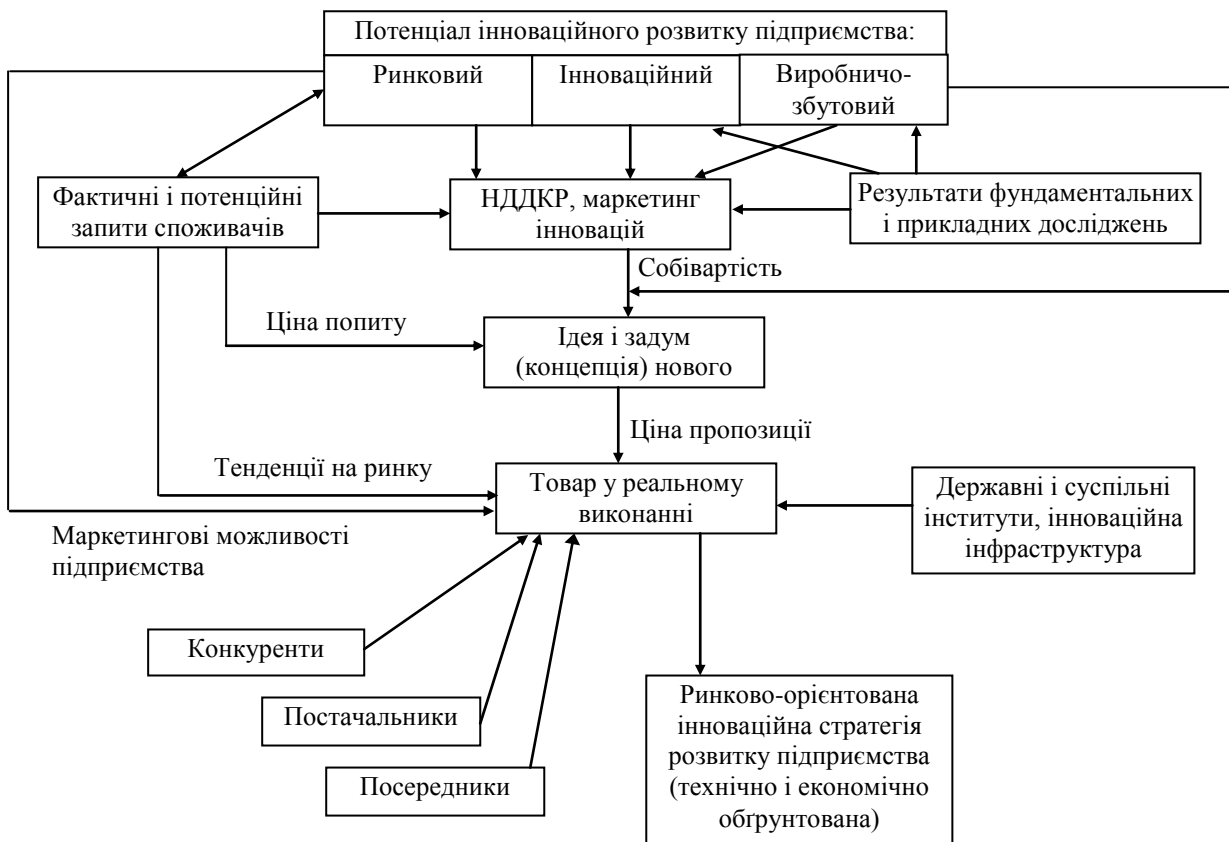 Потенціал інноваційного розвитку підприємства:
Ринковий
Інноваційний
Виробничо-
збутовий
Фактичні і потенційні
запити споживачів
НДДКР, маркетинг
інновацій
Результати фундаментальних
і прикладних досліджень
Собівартість
Ціна попиту
Ідея і задум
(концепція) нового
Ціна пропозиції
Тенденції на ринку
Товар у реальному
виконанні
Державні і суспільні
інститути, інноваційна
інфраструктура
Маркетингові можливості
підприємства
Конкуренти
Постачальники
Посередники
Ринково-орієнтована
інноваційна стратегія
розвитку підприємства
(технічно і економічно
обґрунтована)